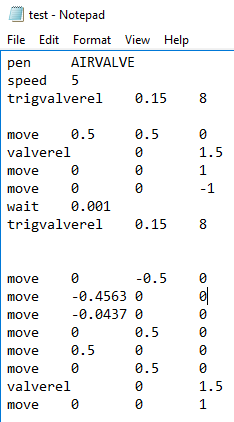 test - Notepad
File Edit Format View Help
pen AIRVALVE
speed 5
trigvalverel 0.15 8
move 0.5 0.5 0
valverel 0 1.5
move 0 0 1
move 0 0 -1
wait 0.001
trigvalverel 0.15 8
move 0 -0.5 0
move -0.4563 0 0
move -0.0437 0 0
move 0 0.5 0
move 0.5 0 0
move 0 0.5 0
valverel 0 1.5
move 0 0 1